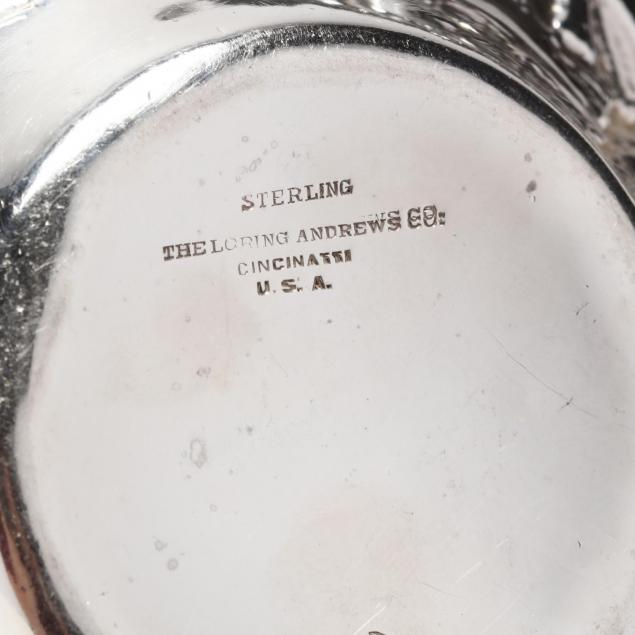 STERLING
THE LORING ANDREWS CO.
CINCINATTI
U. S. A.